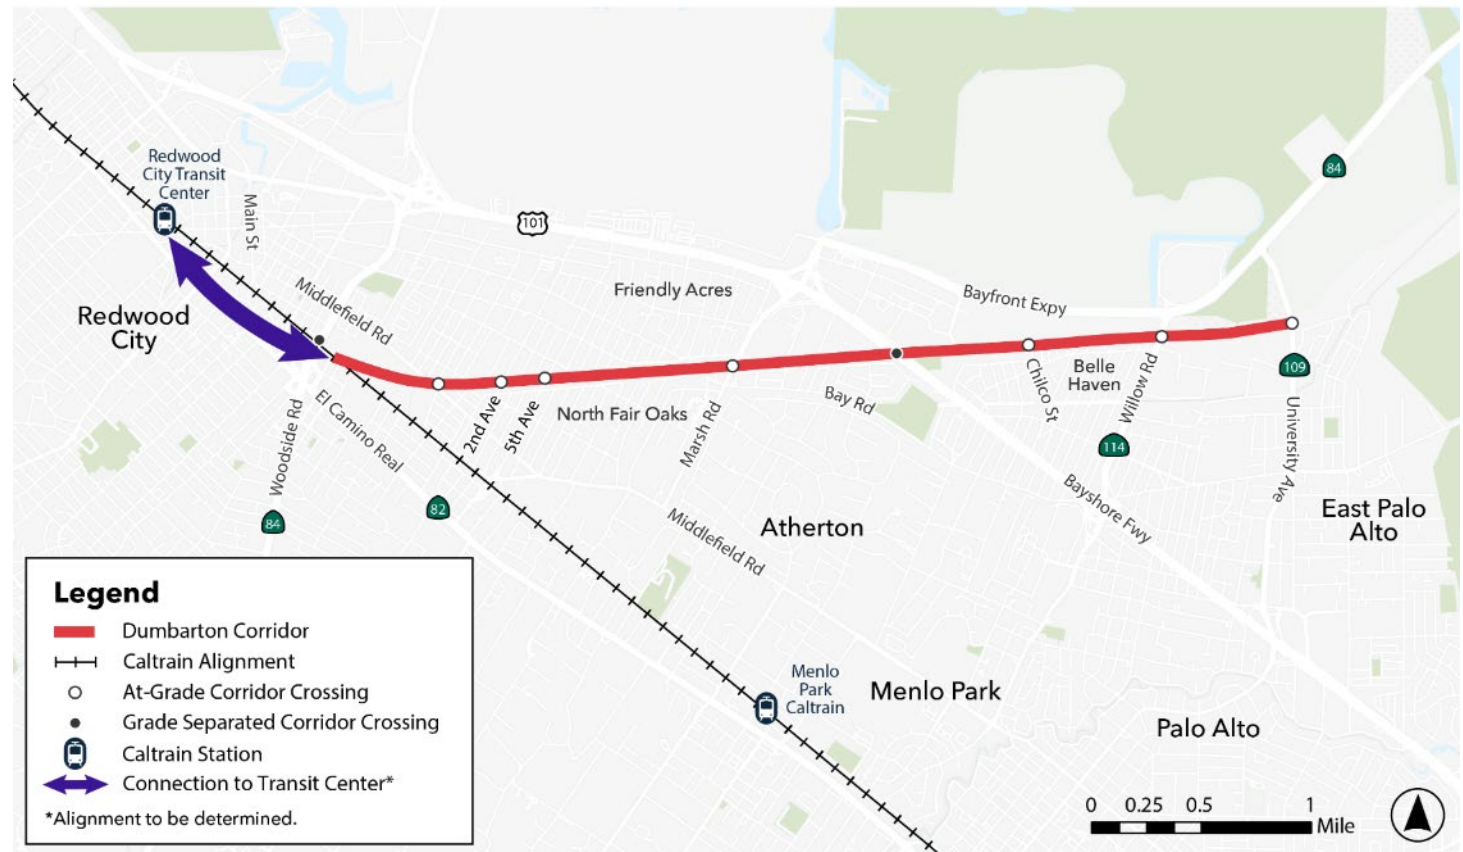 Redwood
City Transit
Center
Main St
101
84
Middlefield Rd
Friendly Acres
Bayfront Expy
Redwood
City
Belle
Haven
Chilco St
Willow Rd
109
2nd Ave
5th Ave
North Fair Oaks
Marsh Rd
Bay Rd
El Camino Real
Woodside Rd
114
University Ave
84
82
Bayshore Fwy
East Palo
Alto
Middlefield Rd
Atherton
Menlo
Park
Caltrain
Menlo Park
Palo Alto
Legend
Dumbarton Corridor
Caltrain Alignment
At-Grade Corridor Crossing
Grade Separated Corridor Crossing
Caltrain Station
Connection to Transit Center*
*Alignment to be determined.
0 0.25 0.5 1
Mile